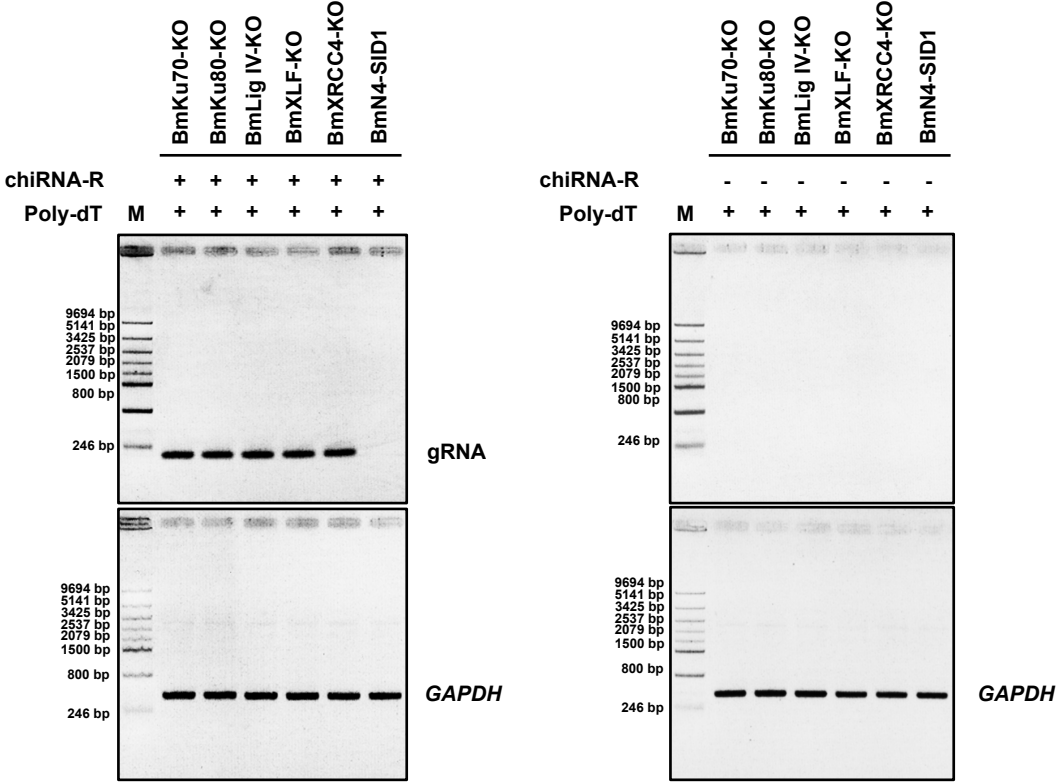 BmKu70-KO
BmKu80-KO
BmLig IV-KO
BmXLF-KO
BmXRCC4-KO
BmN4-SID1
chiRNA-R + + + + + +
Poly-dT M + + + + + +
9694 bp
5141 bp
3425 bp
2537 bp
2079 bp
1500 bp
800 bp
246 bp
gRNA
9694 bp
5141 bp
3425 bp
2537 bp
2079 bp
1500 bp
800 bp
246 bp
GAPDH
BmKu70-KO
BmKu80-KO
BmLig IV-KO
BmXLF-KO
BmXRCC4-KO
BmN4-SID1
chiRNA-R - - - - - -
Poly-dT M + + + + + +
9694 bp
5141 bp
3425 bp
2537 bp
2079 bp
1500 bp
800 bp
246 bp
9694 bp
5141 bp
3425 bp
2537 bp
2079 bp
1500 bp
800 bp
246 bp
GAPDH